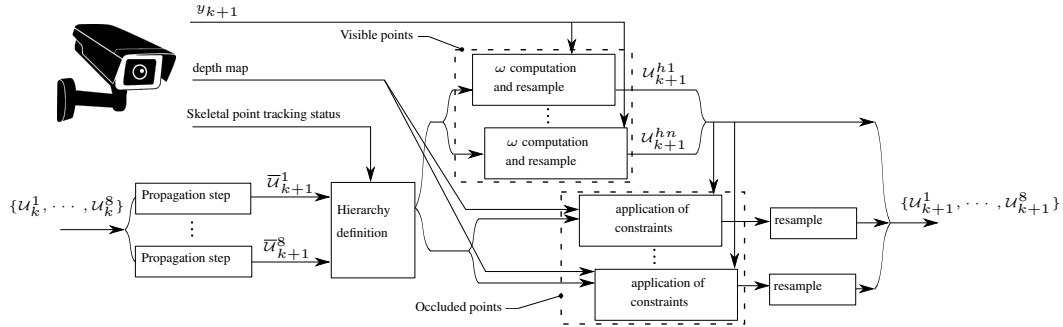 y_{k+1}
Visible points
depth map
Skeletal point tracking status
ω computation
and resample
⋮
ω computation
and resample
𝒰^{h1}_{k+1}
𝒰^{hn}_{k+1}
{𝒰^1_k, ⋯, 𝒰^8_k}
Propagation step
⋮
Propagation step
\overline{𝒰}^1_{k+1}
\overline{𝒰}^8_{k+1}
Hierarchy
definition
application of
constraints
⋮
application of
constraints
Occluded points
resample
resample
{𝒰^1_{k+1}, ⋯, 𝒰^8_{k+1}}